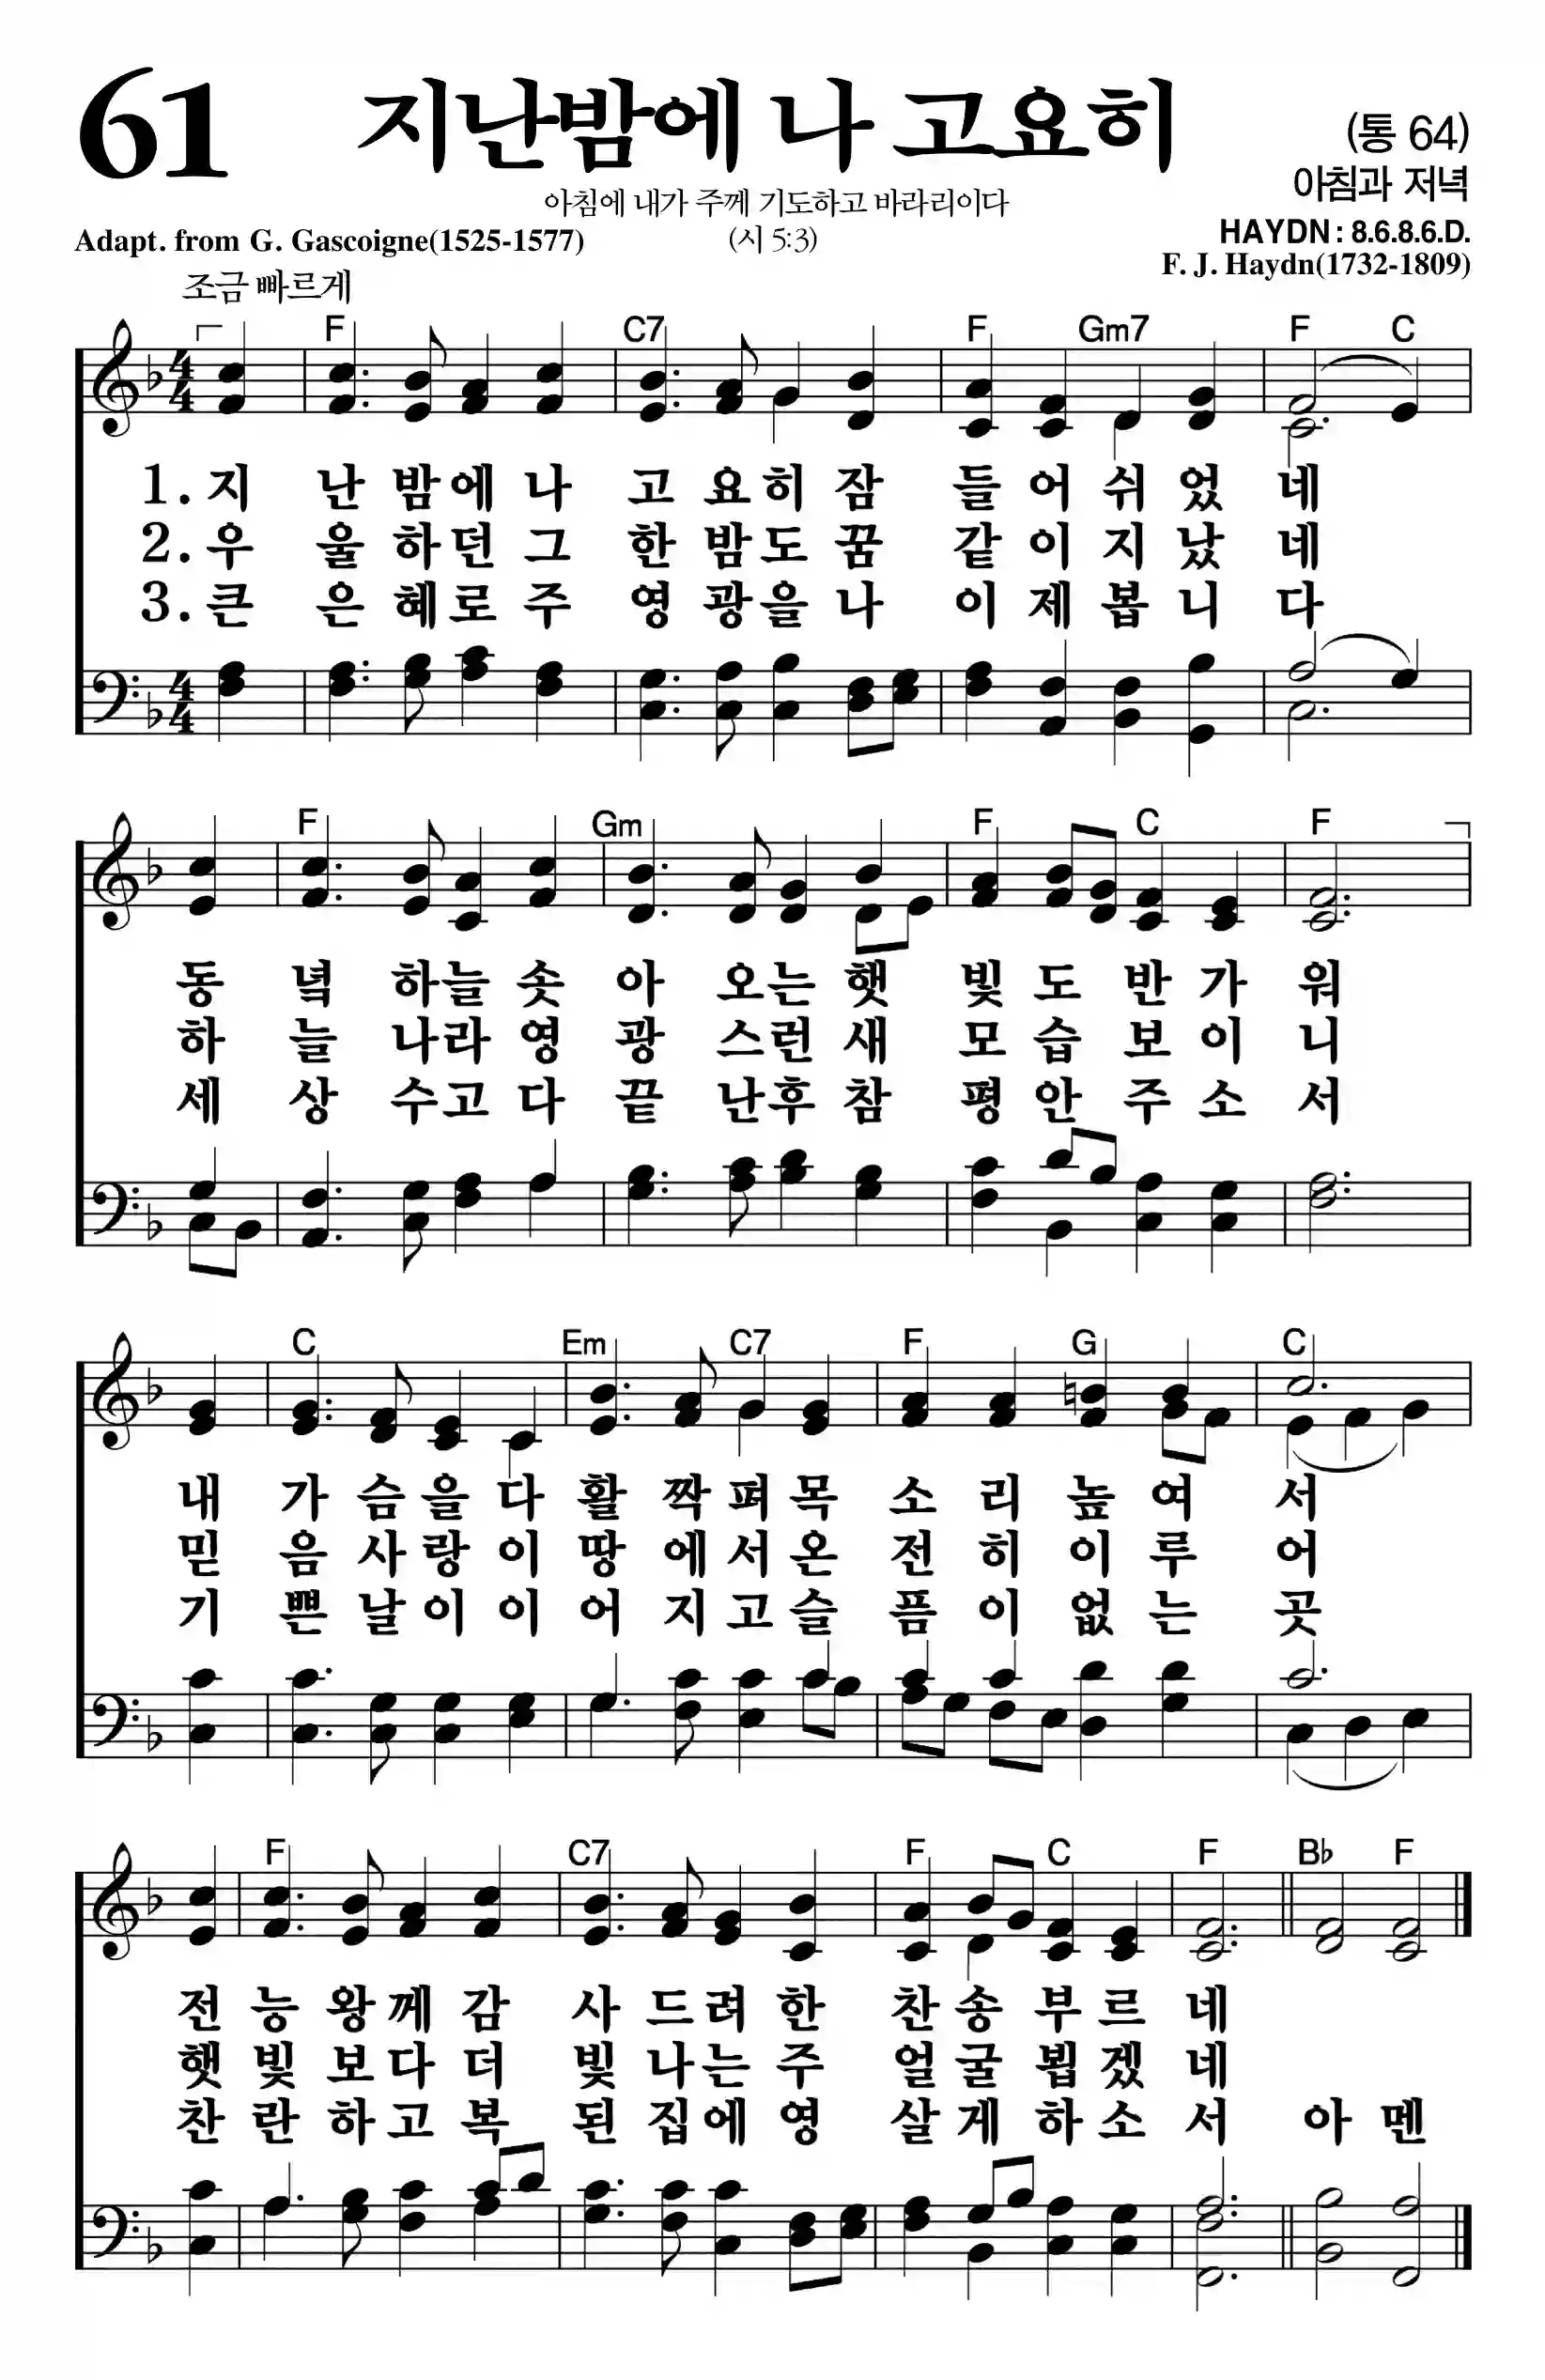 61 지난밤에 나 고요히 (통 64)
아침과 저녁
아침에 내가 주께 기도하고 바라리이다
Adapt. from G. Gascoigne(1525-1577) (시 5:3) HAYDN : 8.6.8.6.D.
F. J. Haydn(1732-1809)
조금 빠르게
F C7 F Gm7 F C
4 4
1. 지 난 밤 에 나 고 요 히 잠 들 어 쉬 었 네
2. 우 울 하 던 그 한 밤 도 꿈 같 이 지 났 네
3. 큰 은 혜 로 주 영 광 을 나 이 제 봅 니 다
4 4
F Gm F C F
동 녘 하 늘 솟 아 오 는 햇 빛 도 반 가 워
하 늘 나 라 영 광 스 런 새 모 습 보 이 니
세 상 수 고 다 끝 난 후 참 평 안 주 소 서
C Em C7 F G C
내 가 슴 을 다 활 짝 펴 목 소 리 높 여 서
믿 음 사 랑 이 땅 에 서 온 전 히 이 루 어
기 쁜 날 이 이 어 지 고 슬 픔 이 없 는 곳
F C7 F C F B♭ F
전 능 왕 께 감 사 드 려 한 찬 송 부 르 네
햇 빛 보 다 더 빛 나 는 주 얼 굴 뵙 겠 네
찬 란 하 고 복 된 집 에 영 살 게 하 소 서 아 멘